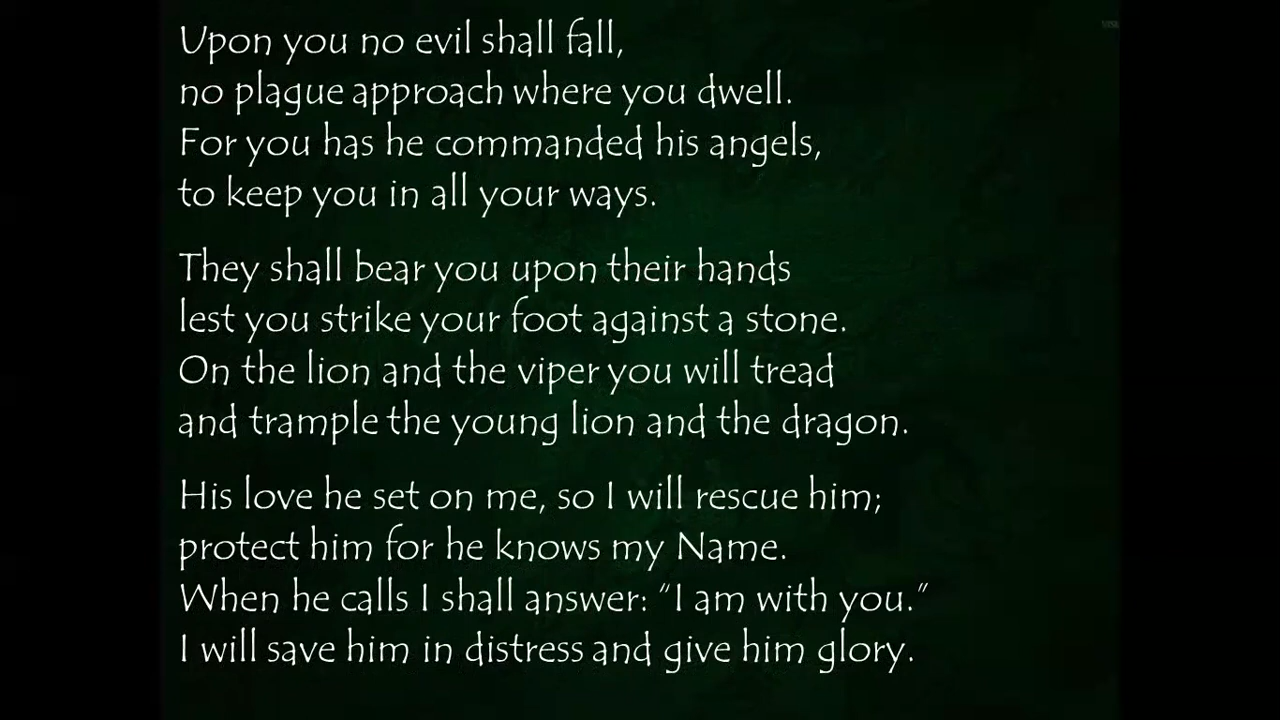 Upon you no evil shall fall,
no plague approach where you dwell.
For you has he commanded his angels,
to keep you in all your ways.
They shall bear you upon their hands
lest you strike your foot against a stone.
On the lion and the viper you will tread
and trample the young lion and the dragon.
His love he set on me, so I will rescue him;
protect him for he knows my Name.
When he calls I shall answer: “I am with you.”
I will save him in distress and give him glory.